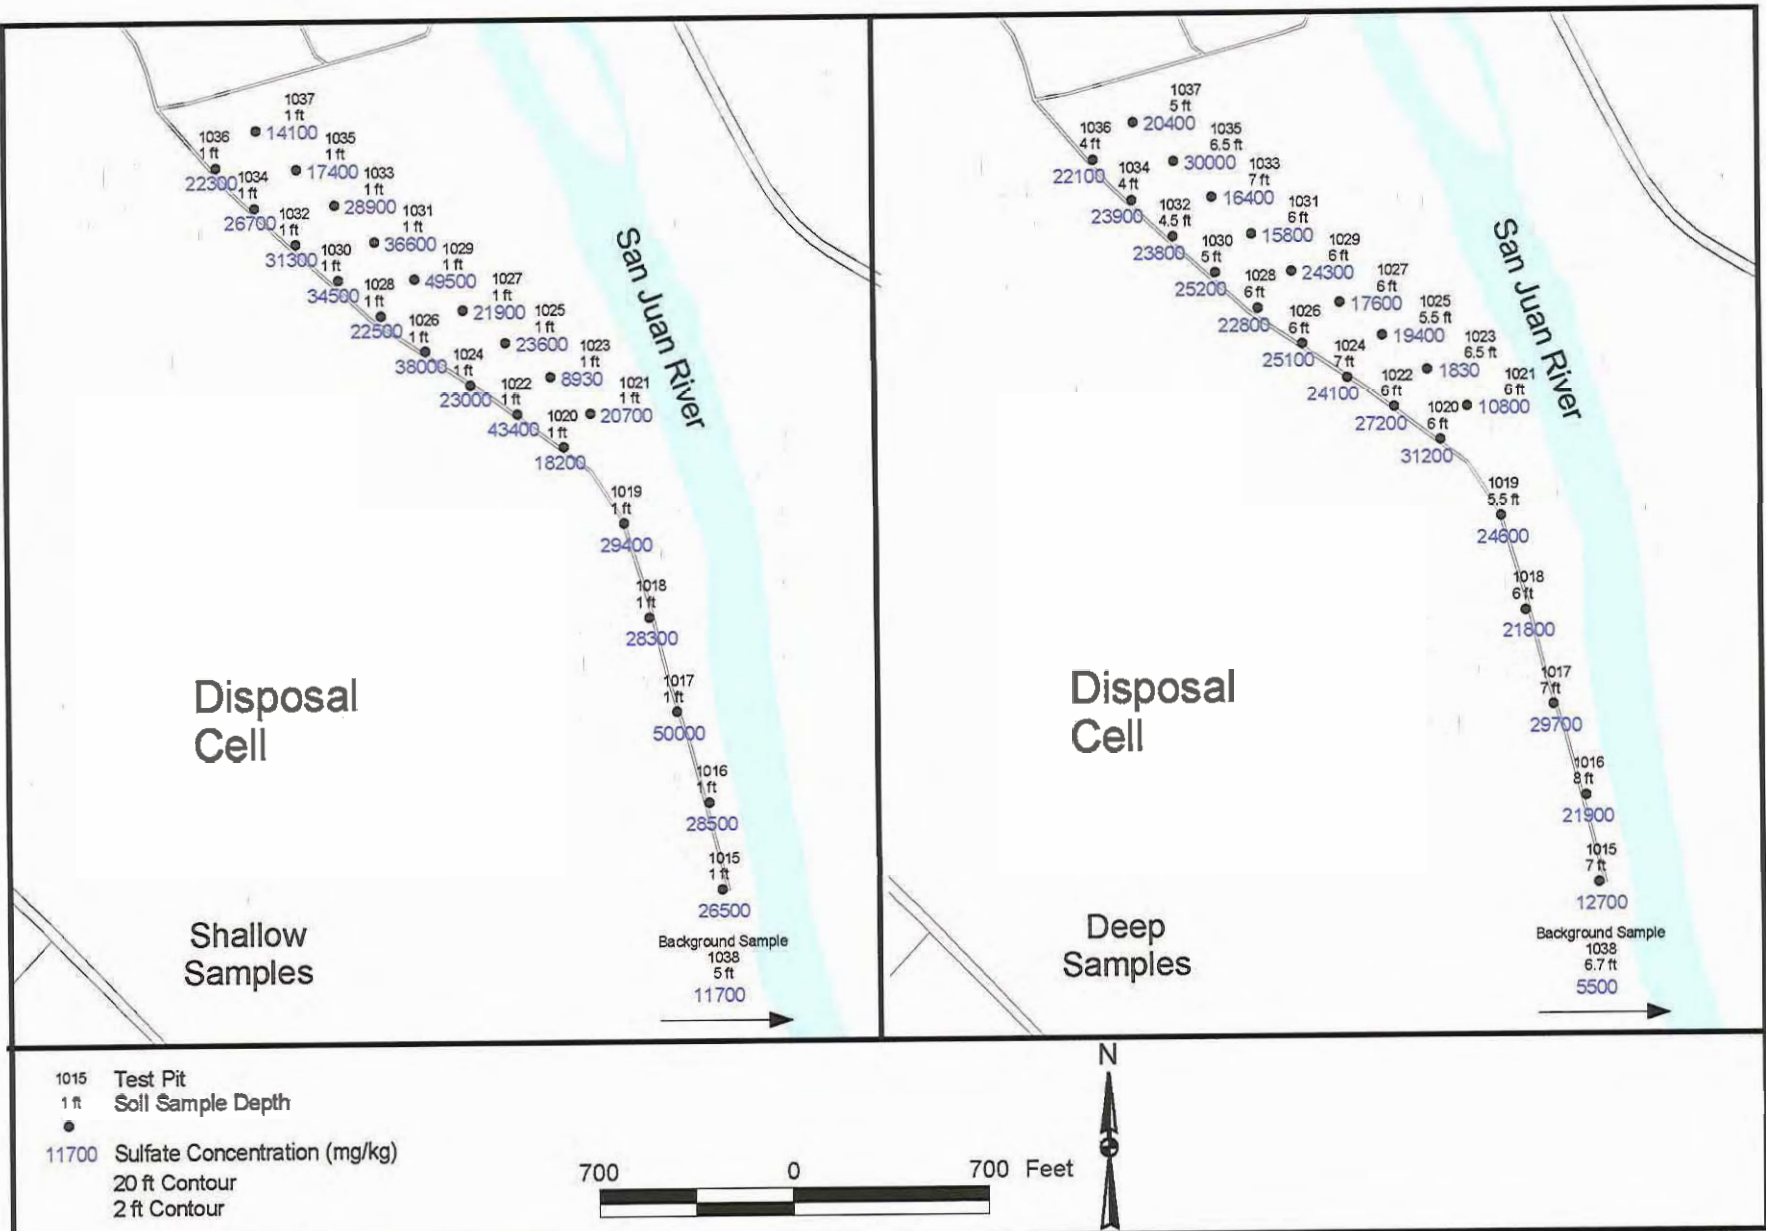 1037
1 ft
14100
1036
1 ft
22300
1035
1 ft
17400
1034
1 ft
26700
1033
1 ft
28900
1032
1 ft
31300
1031
1 ft
36600
1030
1 ft
34500
1029
1 ft
49500
1028
1 ft
22500
1027
1 ft
21900
1026
1 ft
38000
1025
1 ft
23600
1024
1 ft
23000
1023
1 ft
8930
1022
1 ft
43400
1021
1 ft
20700
1020
1 ft
18200
1019
1 ft
29400
1018
1 ft
28300
1017
1 ft
50000
1016
1 ft
28500
1015
1 ft
26500
San Juan River
Disposal
Cell
Shallow
Samples
Background Sample
1038
5 ft
11700
1037
5 ft
20400
1036
4 ft
22100
1035
6.5 ft
30000
1034
4 ft
23900
1033
7 ft
16400
1032
4.5 ft
23800
1031
6 ft
15800
1030
5 ft
25200
1029
6 ft
24300
1028
6 ft
22800
1027
6 ft
17600
1026
6 ft
25100
1025
5.5 ft
19400
1024
7 ft
24100
1023
6.5 ft
1830
1022
6 ft
27200
1021
6 ft
10800
1020
6 ft
31200
1019
5.5 ft
24600
1018
6 ft
21800
1017
7 ft
29700
1016
8 ft
21900
1015
7 ft
12700
San Juan River
Disposal
Cell
Deep
Samples
Background Sample
1038
6.7 ft
5500
1015 Test Pit
1 ft Soil Sample Depth
11700 Sulfate Concentration (mg/kg)
20 ft Contour
2 ft Contour
700 0 700 Feet
N